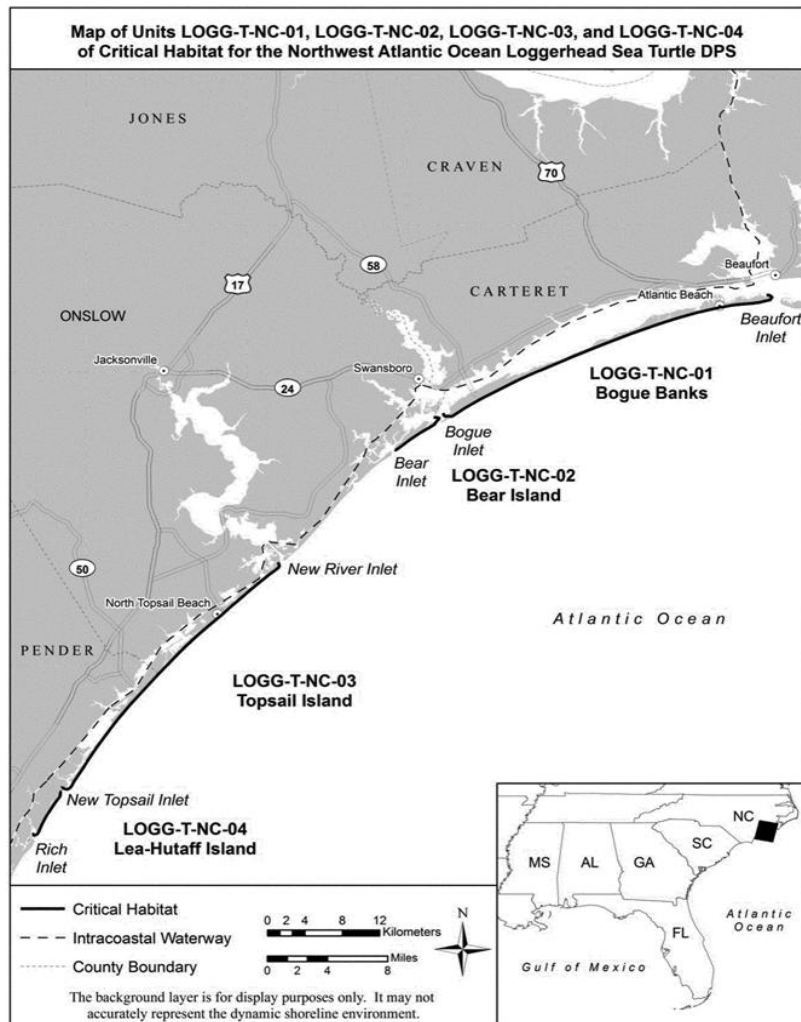 Map of Units LOGG-T-NC-01, LOGG-T-NC-02, LOGG-T-NC-03, and LOGG-T-NC-04
of Critical Habitat for the Northwest Atlantic Ocean Loggerhead Sea Turtle DPS
JONES
CRAVEN
70
58
17
Beaufort
CARTERET
Atlantic Beach
ONSLOW
Beaufort
Inlet
Jacksonville
Swansboro
24
LOGG-T-NC-01
Bogue Banks
Bogue
Inlet
Bear
Inlet
LOGG-T-NC-02
Bear Island
50
New River Inlet
North Topsail Beach
Atlantic Ocean
PENDER
LOGG-T-NC-03
Topsail Island
New Topsail Inlet
LOGG-T-NC-04
Lea-Hutaff Island
Rich
Inlet
NC
SC
MS
AL
GA
FL
Atlantic
Ocean
Gulf of Mexico
Critical Habitat
Intracoastal Waterway
County Boundary
0 2 4 8 12
Kilometers
Miles
0 2 4 8
N
The background layer is for display purposes only. It may not
accurately represent the dynamic shoreline environment.